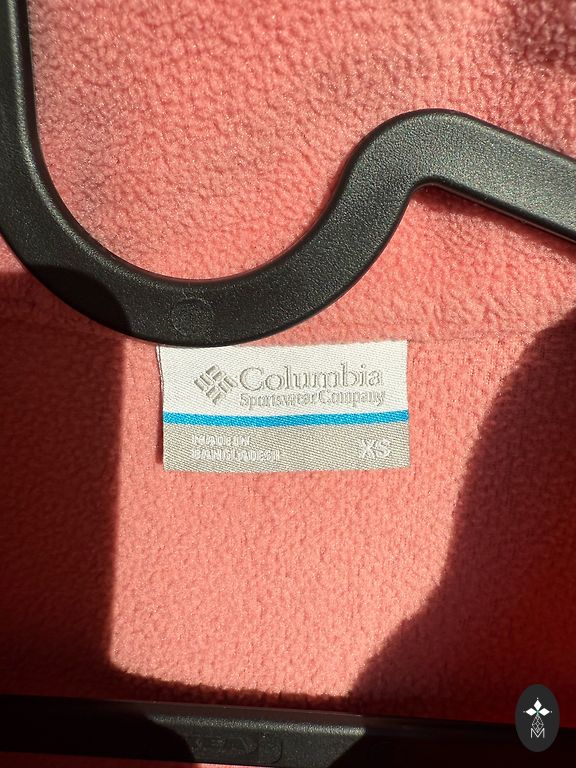 Columbia
Sportswear Company
MADE IN
BANGLADESH
XS
M